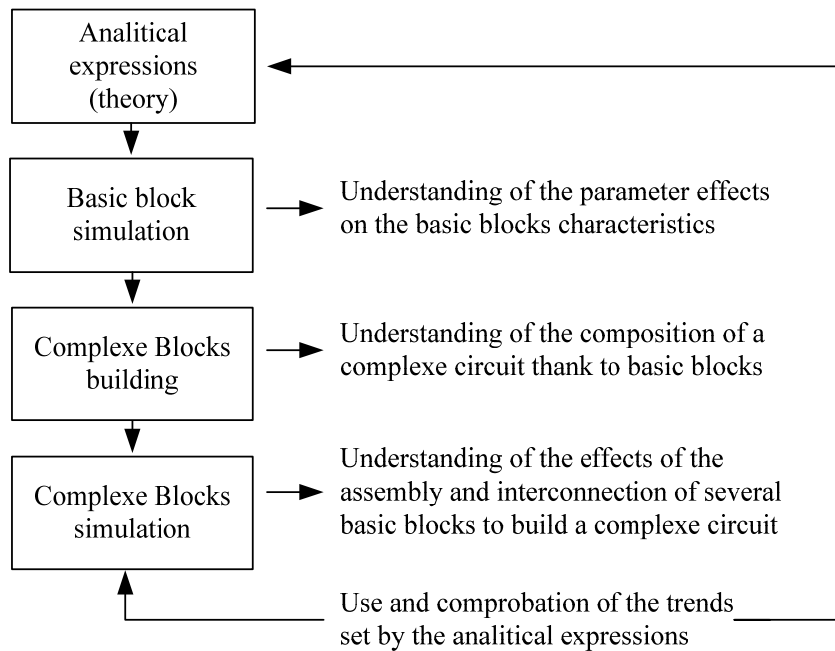 Analitical
expressions
(theory)
Basic block
simulation
Understanding of the parameter effects
on the basic blocks characteristics
Complexe Blocks
building
Understanding of the composition of a
complexe circuit thank to basic blocks
Complexe Blocks
simulation
Understanding of the effects of the
assembly and interconnection of several
basic blocks to build a complexe circuit
Use and comprobation of the trends
set by the analitical expressions